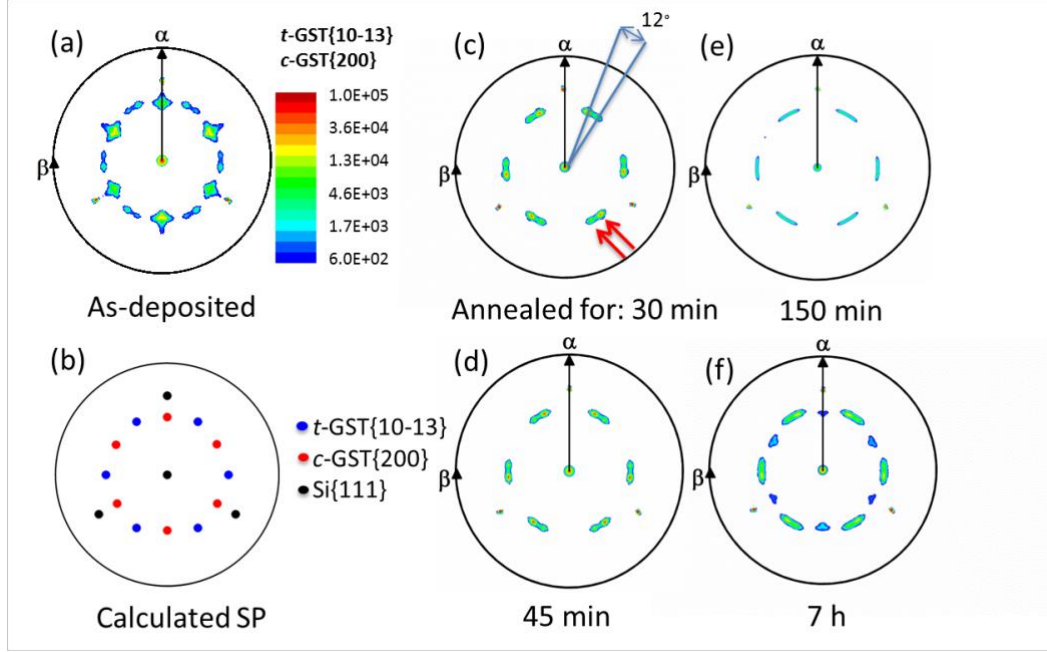 (a)
α
β
As-deposited
t-GST{10-13}
c-GST{200}
1.0E+05
3.6E+04
1.3E+04
4.6E+03
1.7E+03
6.0E+02
(c)
12°
α
β
Annealed for: 30 min
(e)
α
β
150 min
(b)
Calculated SP
t-GST{10-13}
c-GST{200}
Si{111}
(d)
α
β
45 min
(f)
α
β
7 h